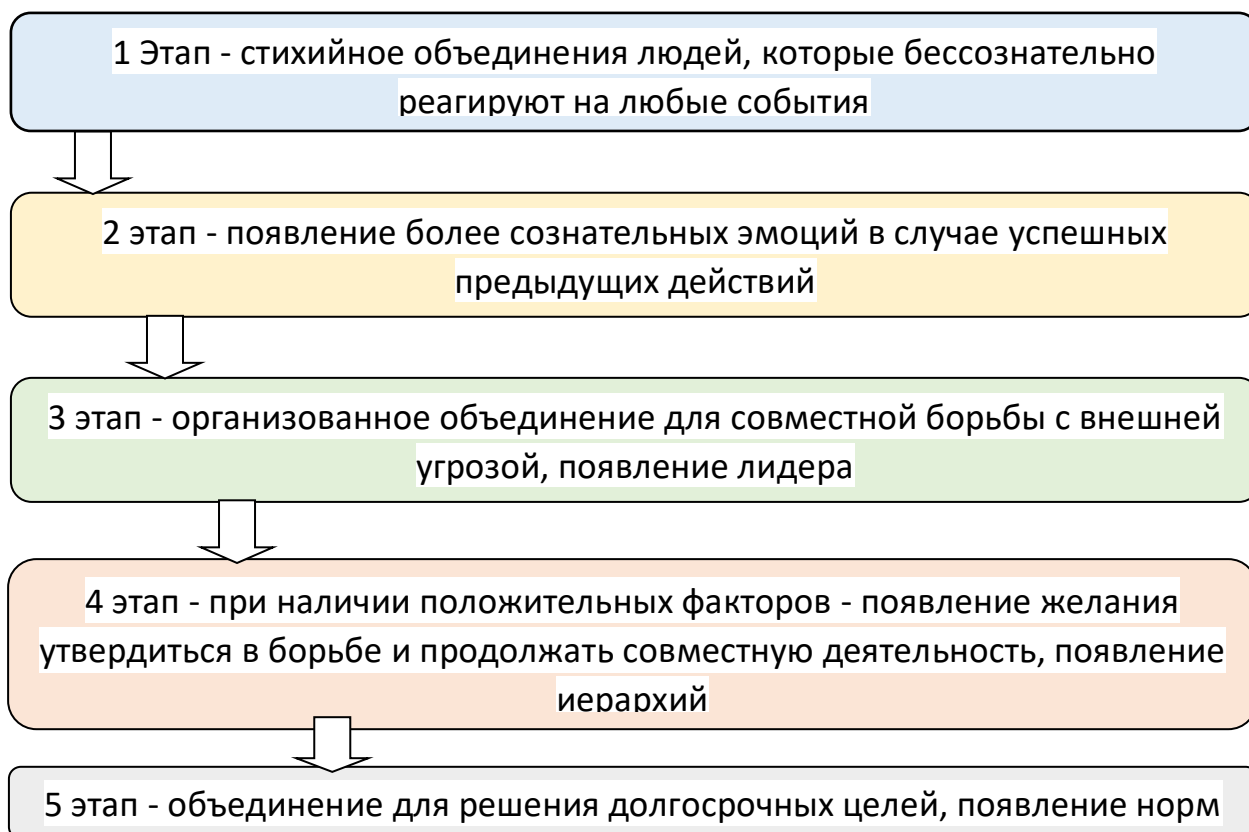 1 Этап - стихийное объединения людей, которые бессознательно
реагируют на любые события
2 этап - появление более сознательных эмоций в случае успешных
предыдущих действий
3 этап - организованное объединение для совместной борьбы с внешней
угрозой, появление лидера
4 этап - при наличии положительных факторов - появление желания
утвердиться в борьбе и продолжать совместную деятельность, появление
иерархий
5 этап - объединение для решения долгосрочных целей, появление норм